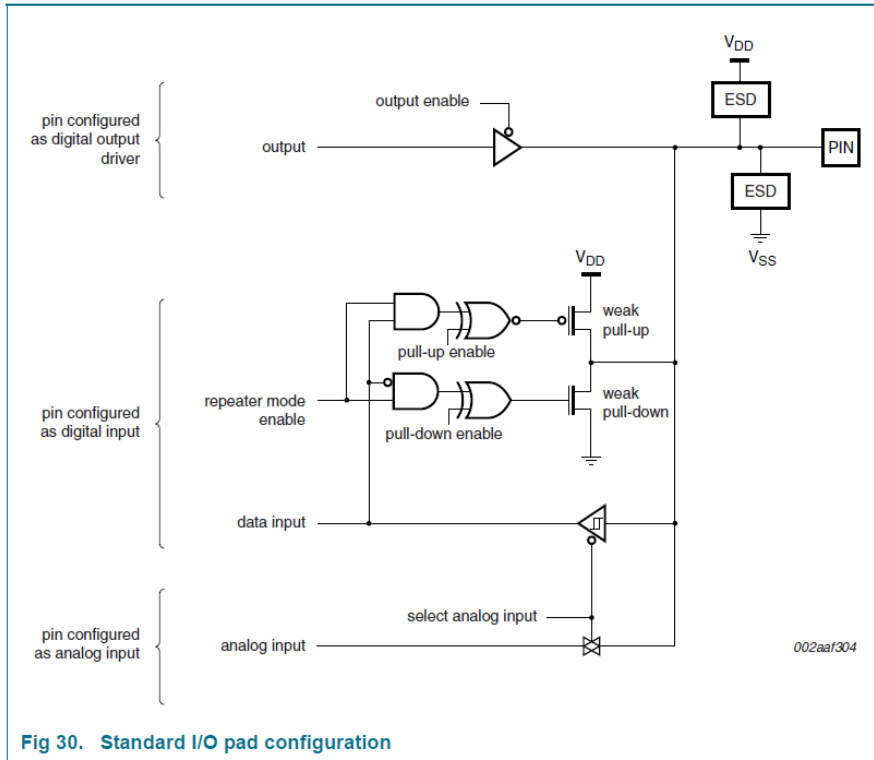 VDD
ESD
output enable
pin configured
as digital output
driver
output
PIN
ESD
VSS
VDD
weak
pull-up
pull-up enable
pin configured
as digital input
repeater mode
enable
weak
pull-down
pull-down enable
data input
select analog input
pin configured
as analog input
analog input
002aaf304
Fig 30. Standard I/O pad configuration